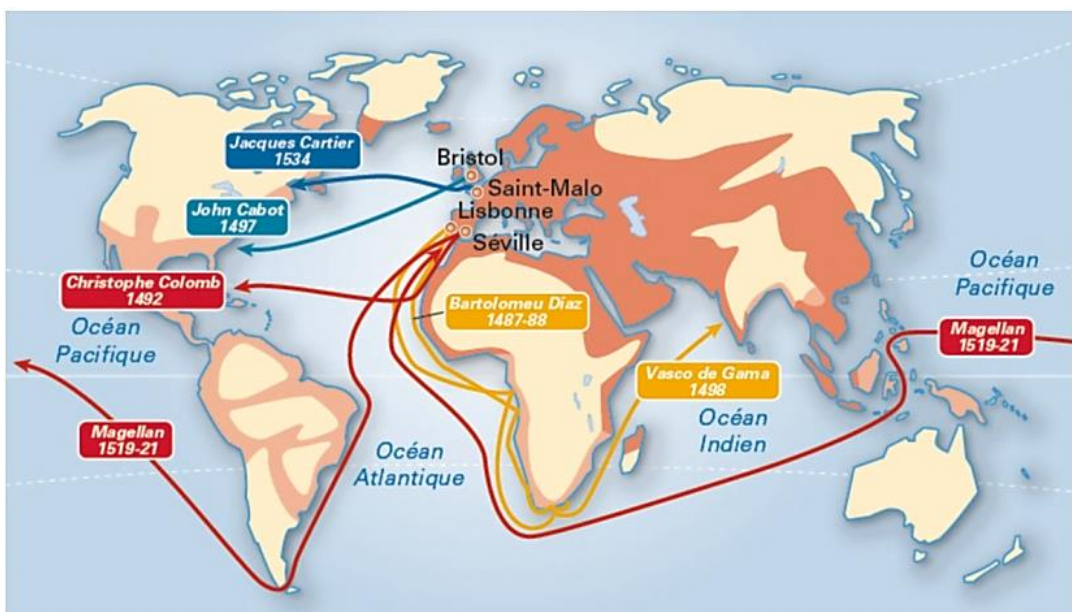 Jacques Cartier
1534
Bristol
Saint-Malo
John Cabot
1497
Lisbonne
Séville
Christophe Colomb
1492
Océan
Pacifique
Bartolomeu Diaz
1487-88
Océan
Pacifique
Magellan
1519-21
Vasco de Gama
1498
Océan
Indien
Magellan
1519-21
Océan
Atlantique